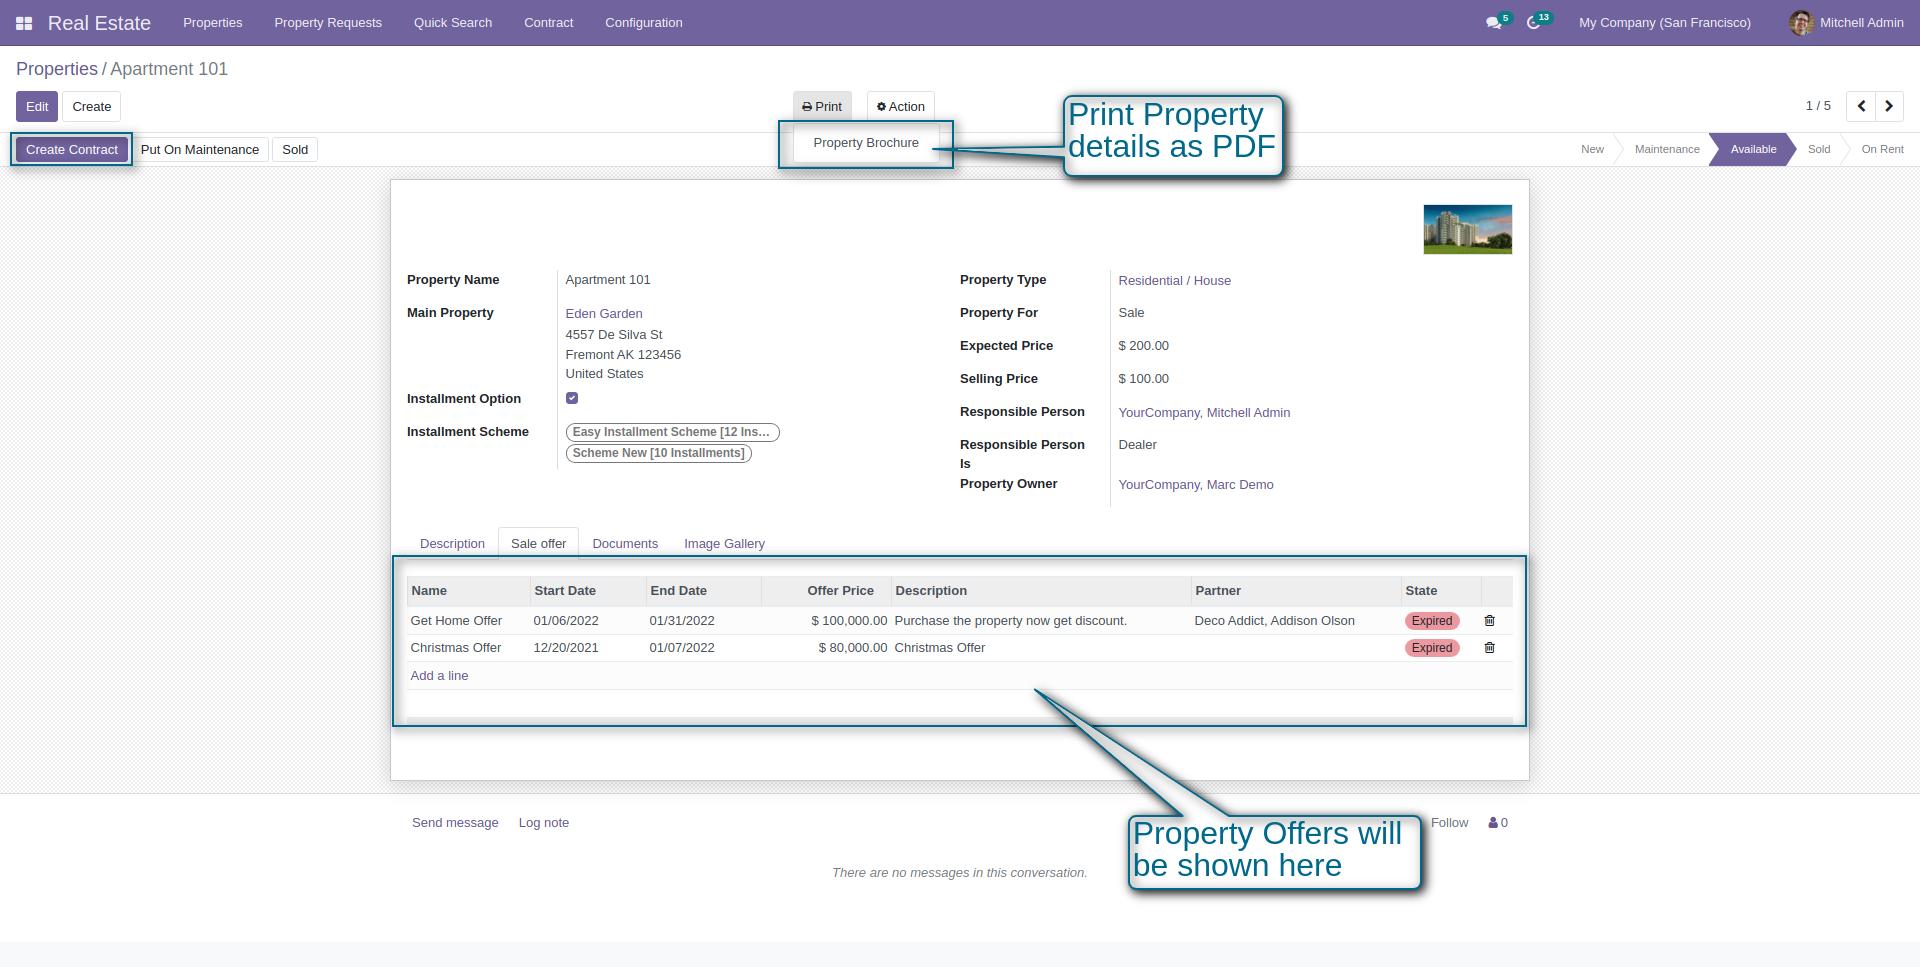 Real Estate Properties Property Requests Quick Search Contract Configuration 5 13 My Company (San Francisco) Mitchell Admin
Properties / Apartment 101
Edit Create Print Action 1 / 5
Property Brochure
Print Property
details as PDF
Create Contract Put On Maintenance Sold New Maintenance Available Sold On Rent
Property Name Apartment 101
Main Property Eden Garden
4557 De Silva St
Fremont AK 123456
United States
Installment Option
Installment Scheme Easy Installment Scheme [12 Ins...
Scheme New [10 Installments]
Property Type Residential / House
Property For Sale
Expected Price $ 200.00
Selling Price $ 100.00
Responsible Person YourCompany, Mitchell Admin
Responsible Person Dealer
Is
Property Owner YourCompany, Marc Demo
Description Sale offer Documents Image Gallery
Name Start Date End Date Offer Price Description Partner State
Get Home Offer 01/06/2022 01/31/2022 $ 100,000.00 Purchase the property now get discount. Deco Addict, Addison Olson Expired
Christmas Offer 12/20/2021 01/07/2022 $ 80,000.00 Christmas Offer Expired
Add a line
Property Offers will
be shown here
Send message Log note Follow 0
There are no messages in this conversation.